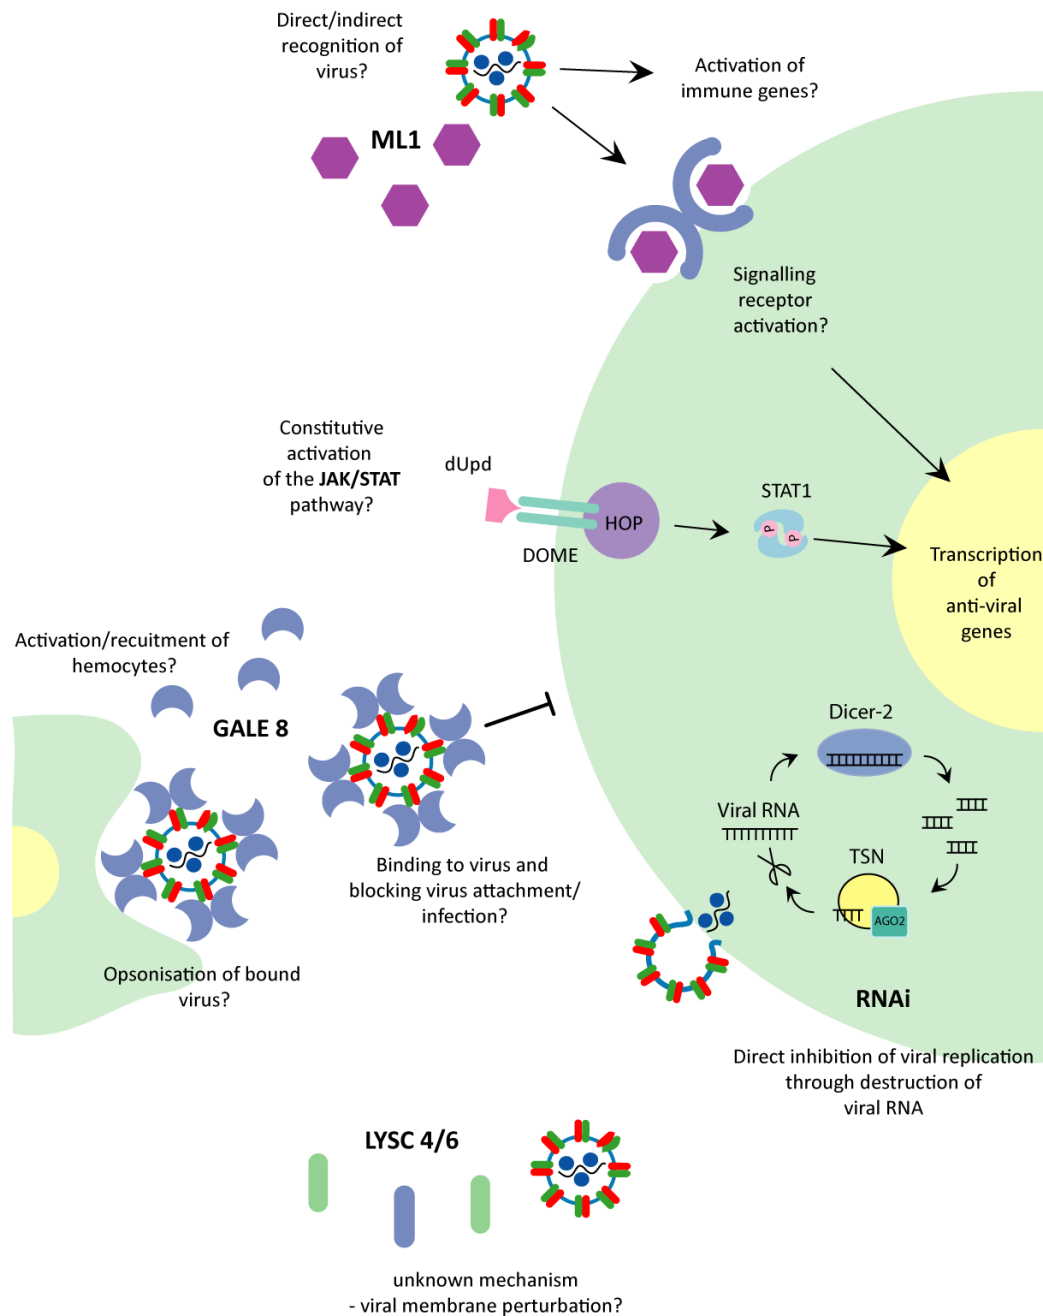 Direct/indirect
recognition of
virus?
Activation of
immune genes?
ML1
Signalling
receptor
activation?
Constitutive
activation
of the JAK/STAT
pathway?
dUpd
HOP
DOME
STAT1
P
P
Transcription
of
anti-viral
genes
Activation/recuitment of
hemocytes?
GALE 8
Binding to virus and
blocking virus attachment/
infection?
Opsonisation of bound
virus?
Dicer-2
Viral RNA
TSN
AGO2
RNAi
Direct inhibition of viral replication
through destruction of
viral RNA
LYSC 4/6
unknown mechanism
- viral membrane perturbation?